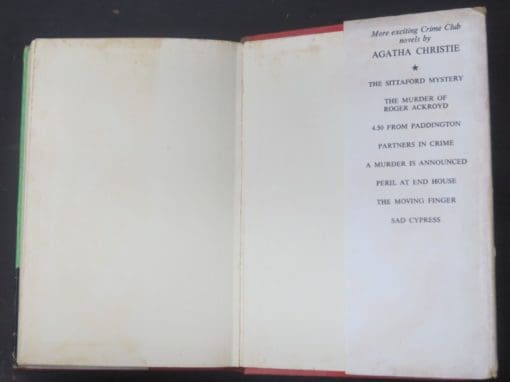 More exciting Crime Club
novels by
AGATHA CHRISTIE
★
THE SITTAFORD MYSTERY
THE MURDER OF
ROGER ACKROYD
4.50 FROM PADDINGTON
PARTNERS IN CRIME
A MURDER IS ANNOUNCED
PERIL AT END HOUSE
THE MOVING FINGER
SAD CYPRESS